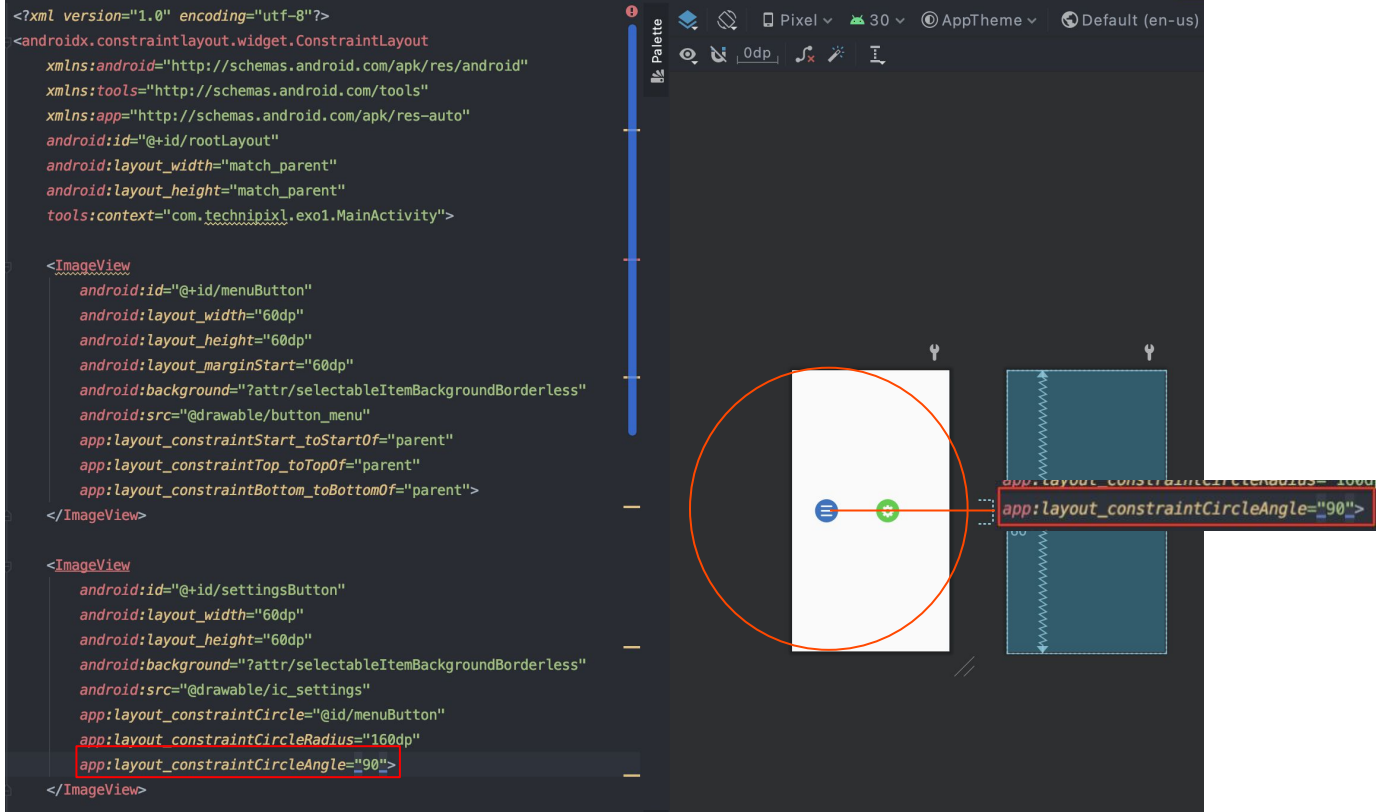 <?xml version="1.0" encoding="utf-8"?>
<androidx.constraintlayout.widget.ConstraintLayout
xmlns:android="http://schemas.android.com/apk/res/android"
xmlns:tools="http://schemas.android.com/tools"
xmlns:app="http://schemas.android.com/apk/res-auto"
android:id="@+id/rootLayout"
android:layout_width="match_parent"
android:layout_height="match_parent"
tools:context="com.technipixl.exo1.MainActivity">
<ImageView
android:id="@+id/menuButton"
android:layout_width="60dp"
android:layout_height="60dp"
android:layout_marginStart="60dp"
android:background="?attr/selectableItemBackgroundBorderless"
android:src="@drawable/button_menu"
app:layout_constraintStart_toStartOf="parent"
app:layout_constraintTop_toTopOf="parent"
app:layout_constraintBottom_toBottomOf="parent">
</ImageView>
<ImageView
android:id="@+id/settingsButton"
android:layout_width="60dp"
android:layout_height="60dp"
android:background="?attr/selectableItemBackgroundBorderless"
android:src="@drawable/ic_settings"
app:layout_constraintCircle="@id/menuButton"
app:layout_constraintCircleRadius="160dp"
app:layout_constraintCircleAngle="90">
</ImageView>
Palette
Pixel 30 AppTheme Default (en-us)
0dp
app:layout_constraintCircleRadius="160d
app:layout_constraintCircleAngle="90">
60